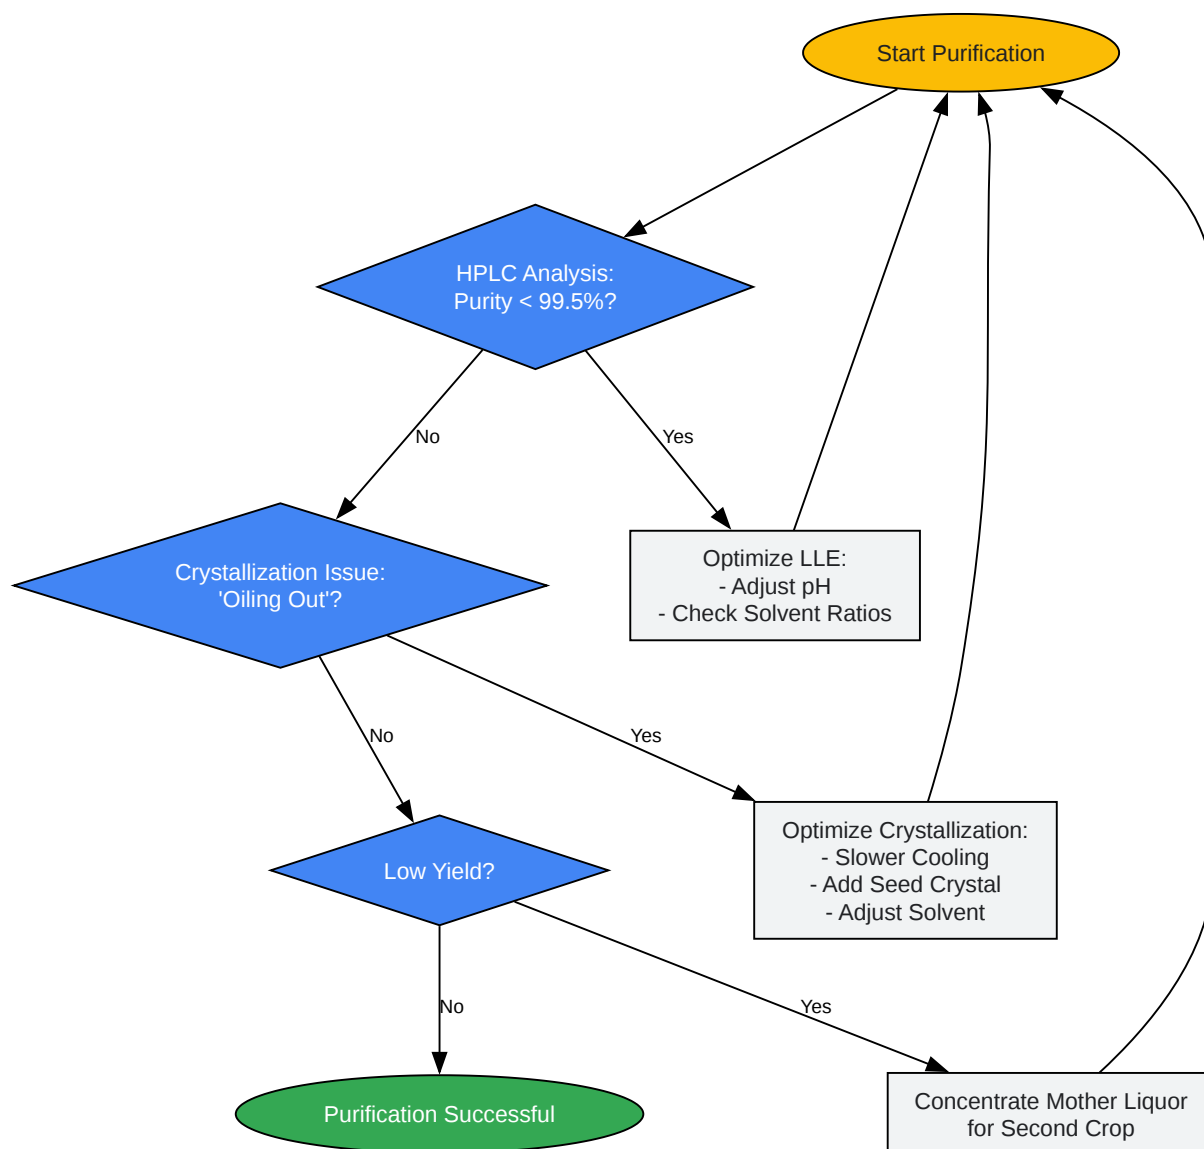 Start Purification
HPLC Analysis:
Purity < 99.5%?
No
Yes
Crystallization Issue:
'Oiling Out'?
Optimize LLE:
- Adjust pH
- Check Solvent Ratios
No
Yes
Low Yield?
Optimize Crystallization:
- Slower Cooling
- Add Seed Crystal
- Adjust Solvent
No
Yes
Purification Successful
Concentrate Mother Liquor
for Second Crop